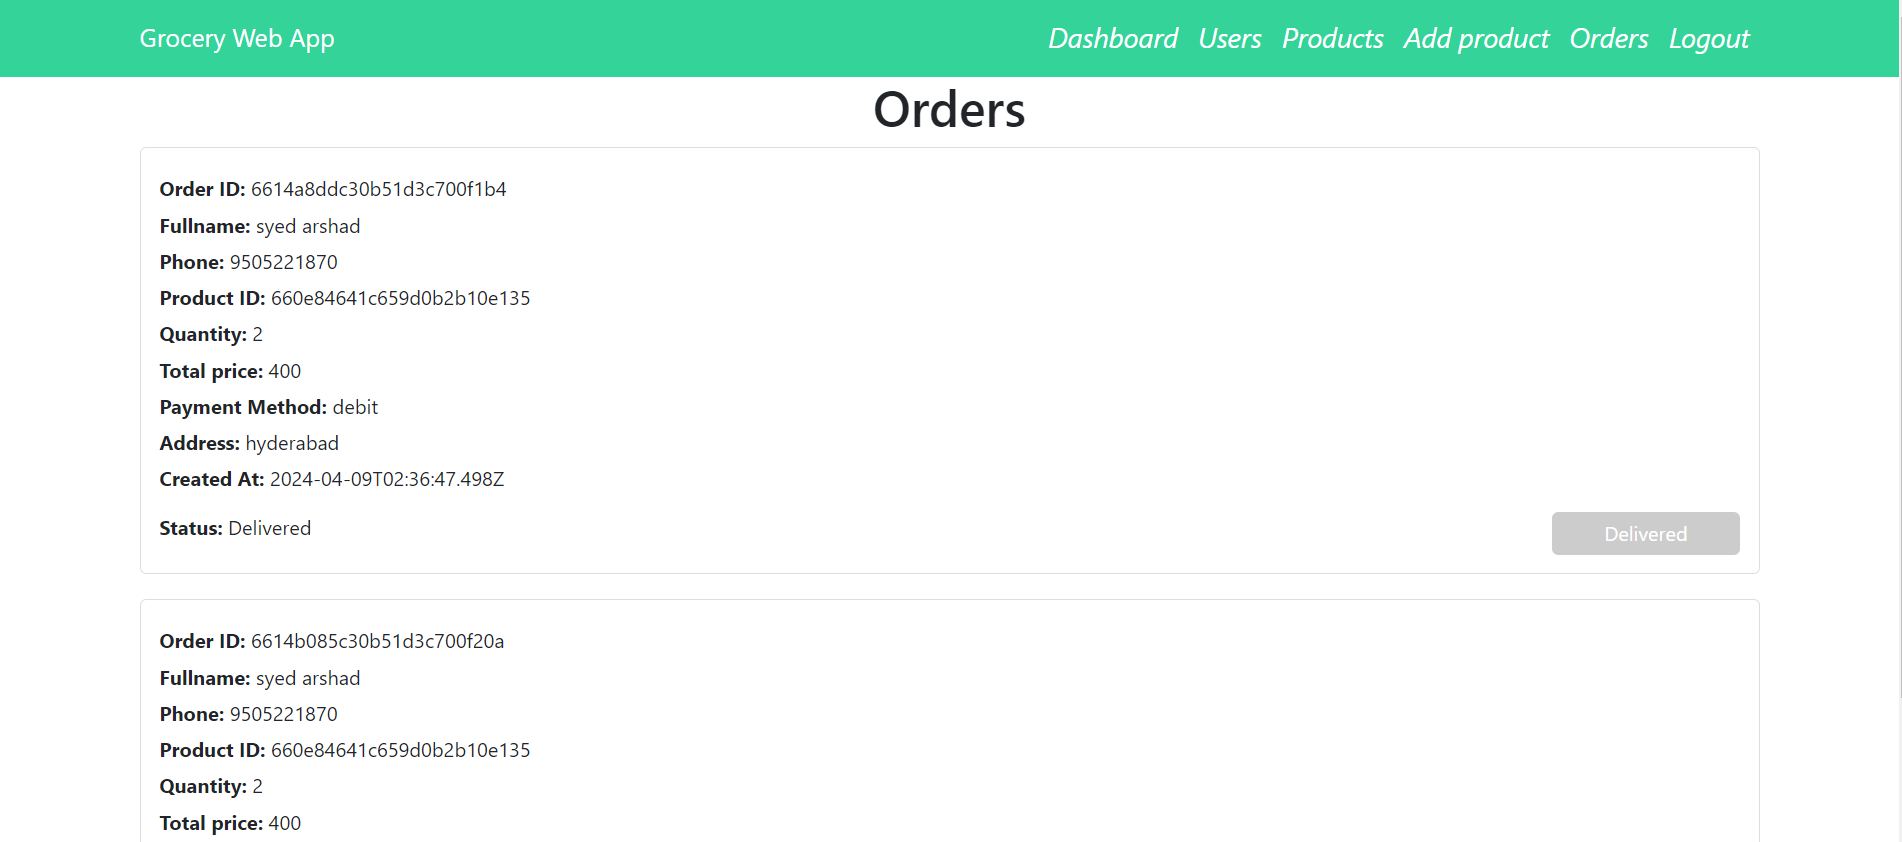 Grocery Web App Dashboard Users Products Add product Orders Logout
Orders
Order ID: 6614a8ddc30b51d3c700f1b4
Fullname: syed arshad
Phone: 9505221870
Product ID: 660e84641c659d0b2b10e135
Quantity: 2
Total price: 400
Payment Method: debit
Address: hyderabad
Created At: 2024-04-09T02:36:47.498Z
Status: Delivered
Delivered
Order ID: 6614b085c30b51d3c700f20a
Fullname: syed arshad
Phone: 9505221870
Product ID: 660e84641c659d0b2b10e135
Quantity: 2
Total price: 400